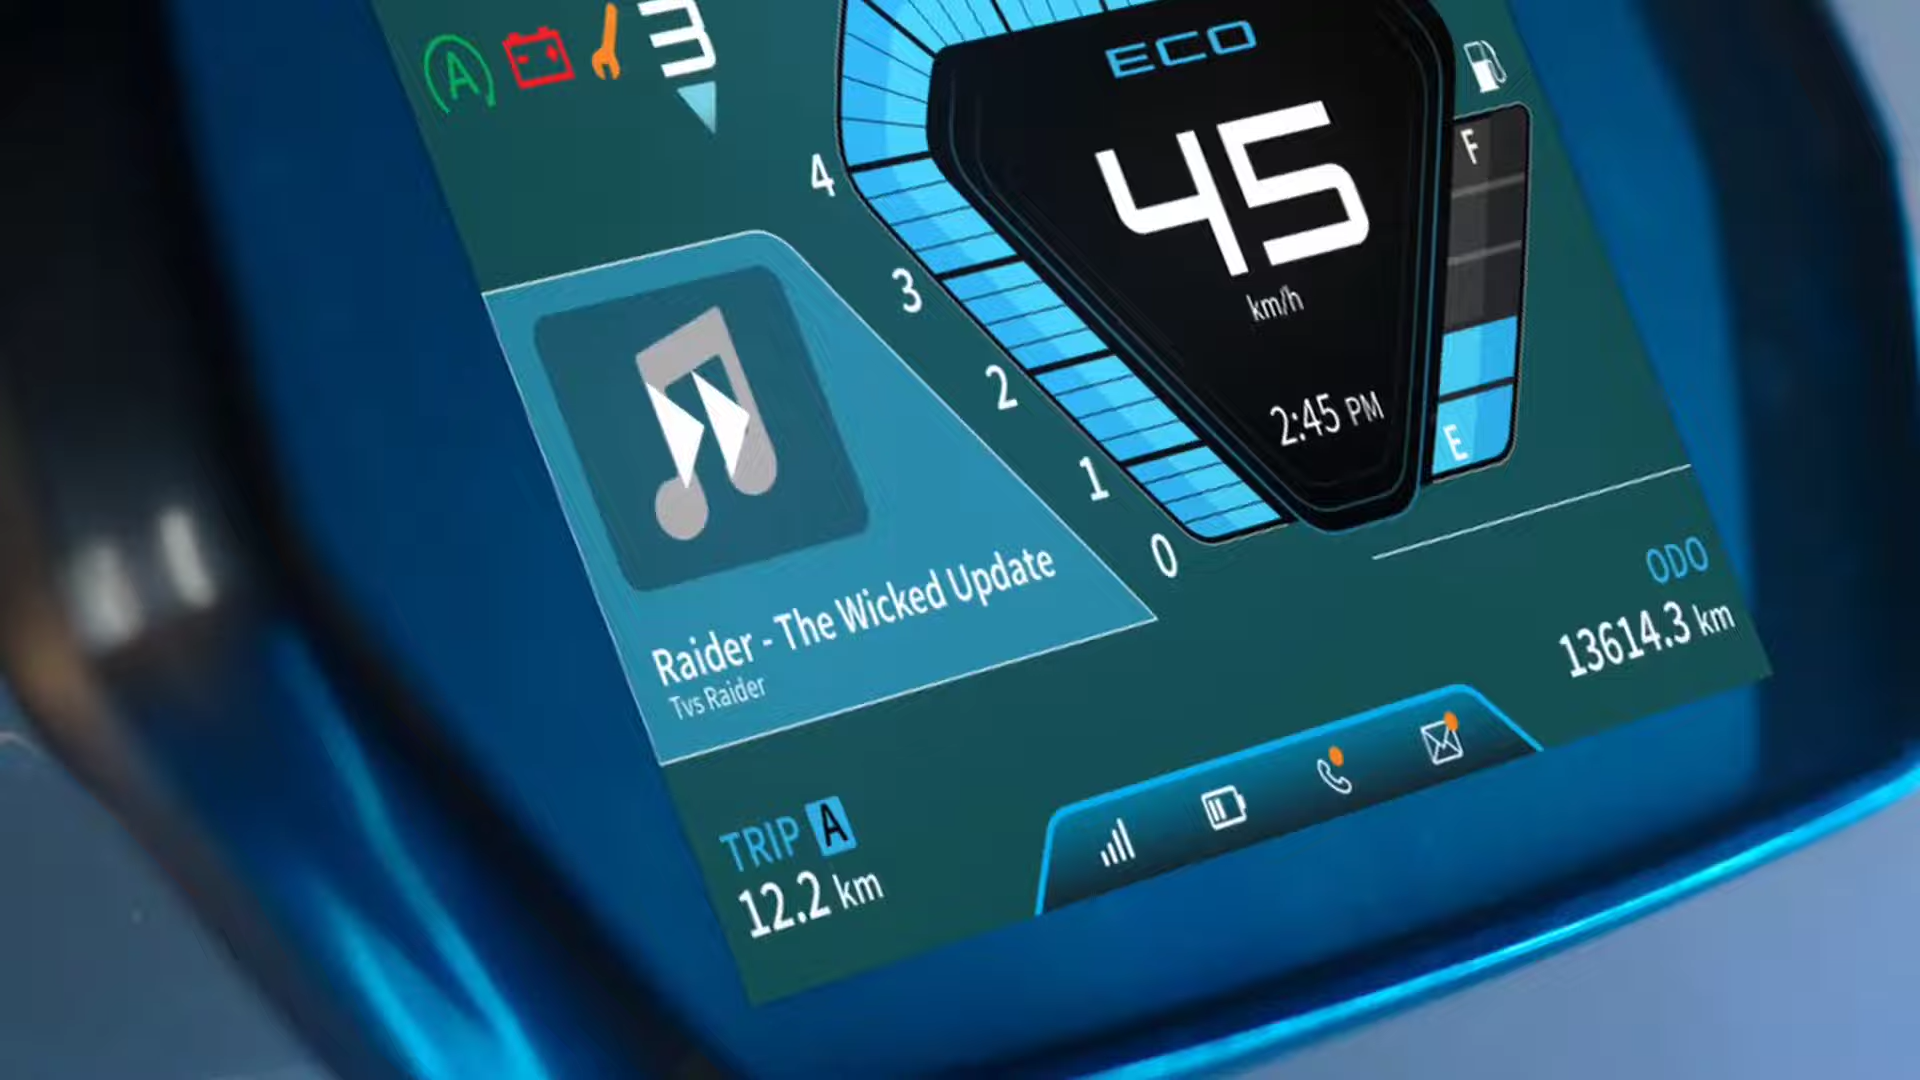 A
3
ECO
45
km/h
2:45 PM
F
E
4
3
2
1
0
Raider - The Wicked Update
Tvs Raider
ODO
13614.3 km
TRIP A
12.2 km